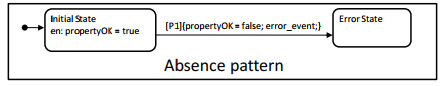 Initial State
en: propertyOK = true
[P1]{propertyOK = false; error_event;}
Error State
Absence pattern